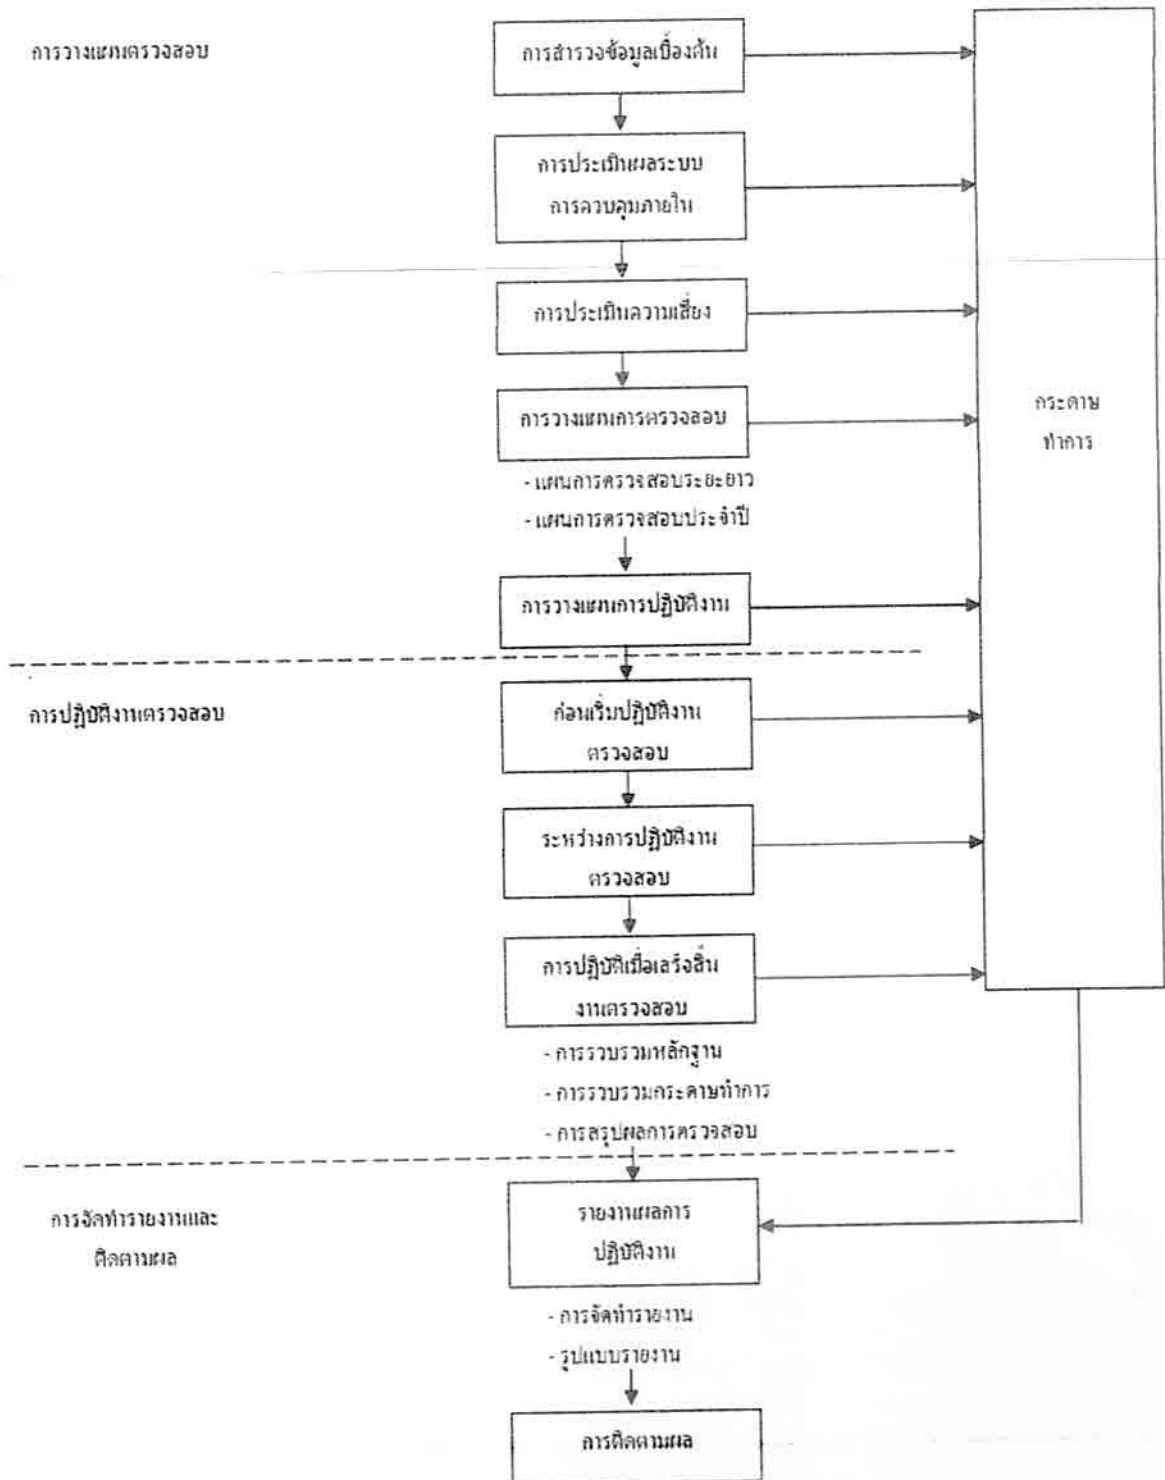 การวางแผนตรวจสอบ
การสำรวจข้อมูลเบื้องต้น
การประเมินผลระบบ
การควบคุมภายใน
การประเมินความเสี่ยง
การวางแผนการตรวจสอบ
- แผนการตรวจสอบระยะยาว
- แผนการตรวจสอบประจำปี
การวางแผนการปฏิบัติงาน
กระดาษ
ทำการ
การปฏิบัติงานตรวจสอบ
ก่อนเริ่มปฏิบัติงาน
ตรวจสอบ
ระหว่างการปฏิบัติงาน
ตรวจสอบ
การปฏิบัติเมื่อเสร็จสิ้น
งานตรวจสอบ
- การรวบรวมหลักฐาน
- การรวบรวมกระดาษทำการ
- การสรุปผลการตรวจสอบ
การจัดทำรายงานและ
ติดตามผล
รายงานผลการ
ปฏิบัติงาน
- การจัดทำรายงาน
- รูปแบบรายงาน
การติดตามผล